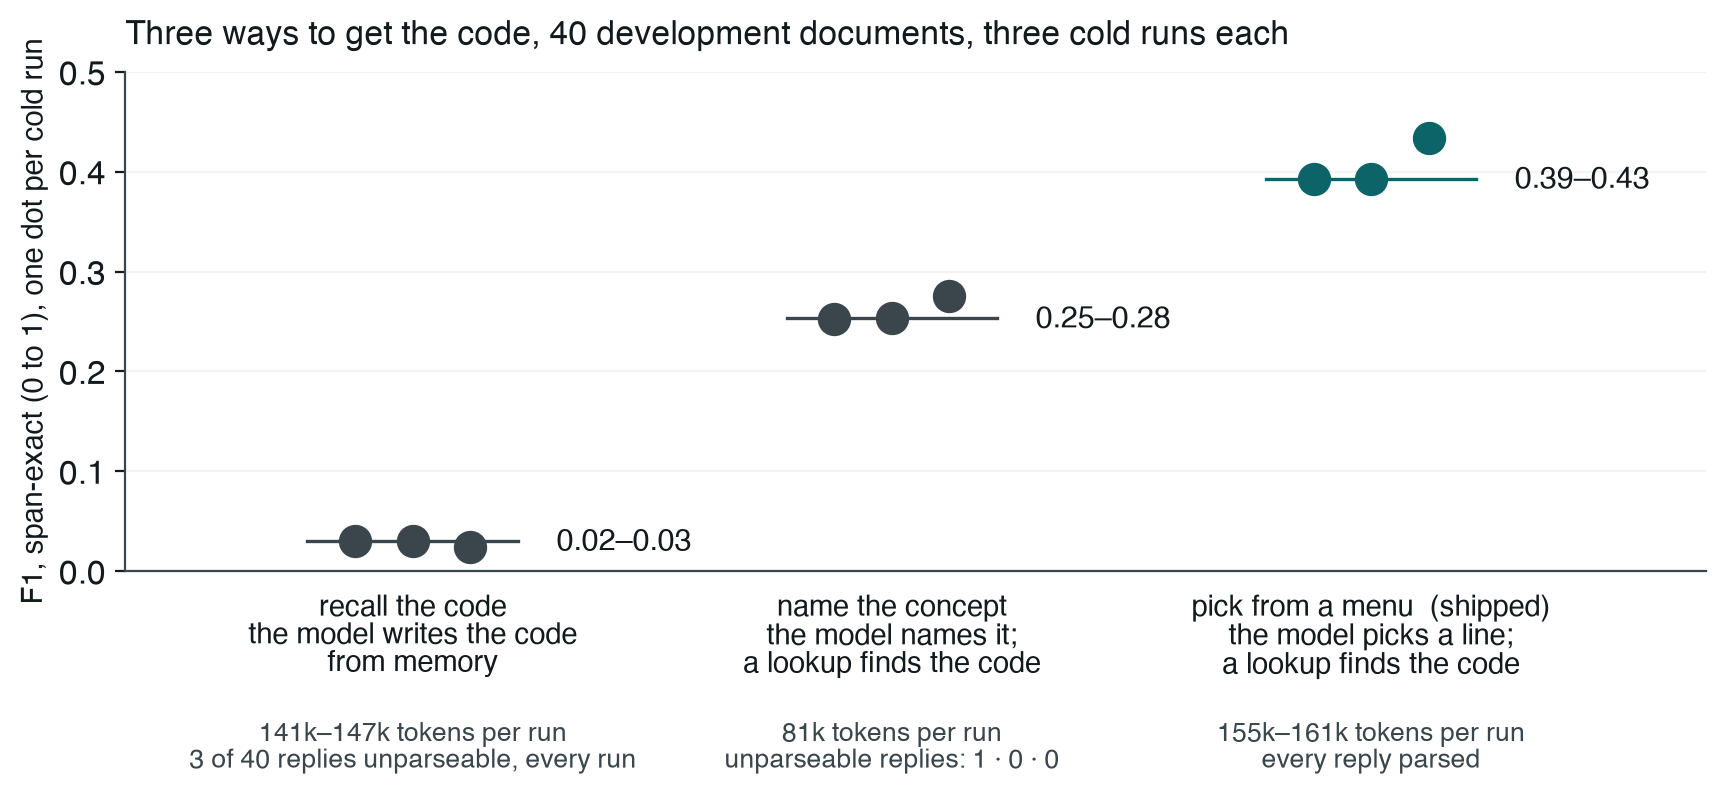 Three ways to get the code, 40 development documents, three cold runs each
F1, span-exact (0 to 1), one dot per cold run
0.5
0.4
0.3
0.2
0.1
0.0
0.02–0.03
0.25–0.28
0.39–0.43
recall the code
the model writes the code
from memory
141k–147k tokens per run
3 of 40 replies unparseable, every run
name the concept
the model names it;
a lookup finds the code
81k tokens per run
unparseable replies: 1 · 0 · 0
pick from a menu  (shipped)
the model picks a line;
a lookup finds the code
155k–161k tokens per run
every reply parsed